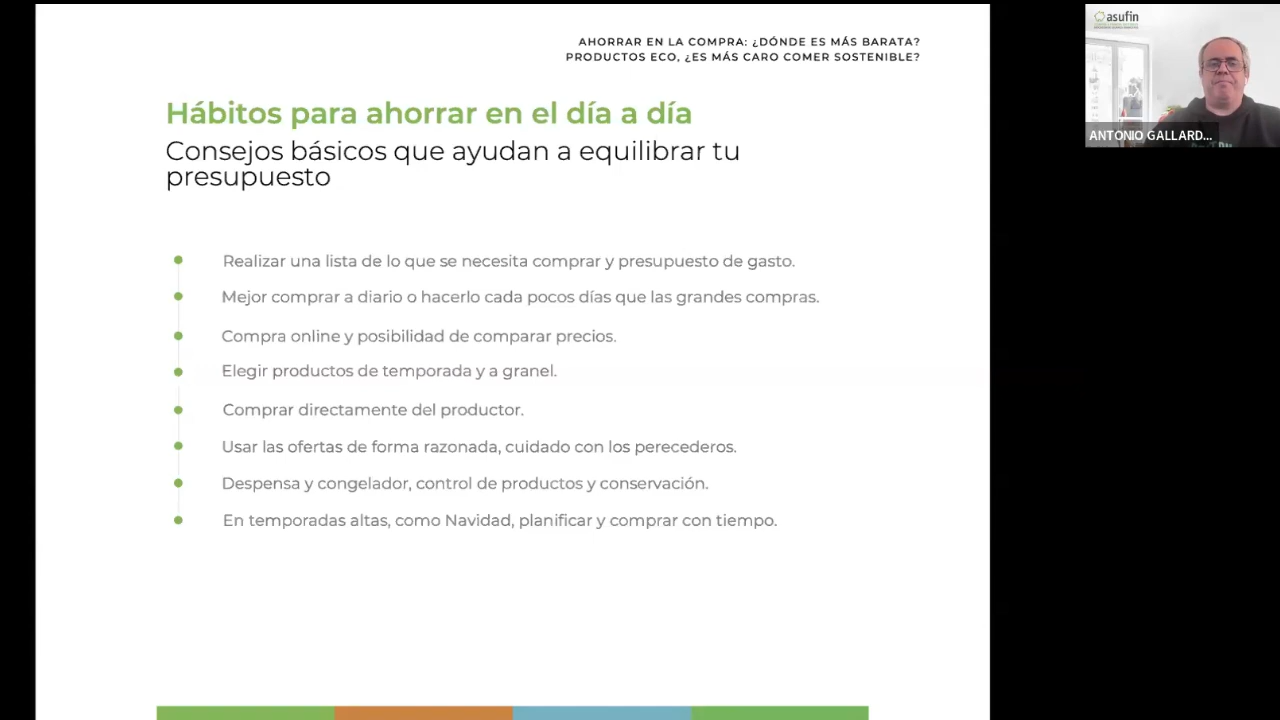 AHORRAR EN LA COMPRA: ¿DÓNDE ES MÁS BARATA?
PRODUCTOS ECO, ¿ES MÁS CARO COMER SOSTENIBLE?
Hábitos para ahorrar en el día a día
Consejos básicos que ayudan a equilibrar tu
presupuesto
Realizar una lista de lo que se necesita comprar y presupuesto de gasto.
Mejor comprar a diario o hacerlo cada pocos días que las grandes compras.
Compra online y posibilidad de comparar precios.
Elegir productos de temporada y a granel.
Comprar directamente del productor.
Usar las ofertas de forma razonada, cuidado con los perecederos.
Despensa y congelador, control de productos y conservación.
En temporadas altas, como Navidad, planificar y comprar con tiempo.
asufin
ANTONIO GALLARD...